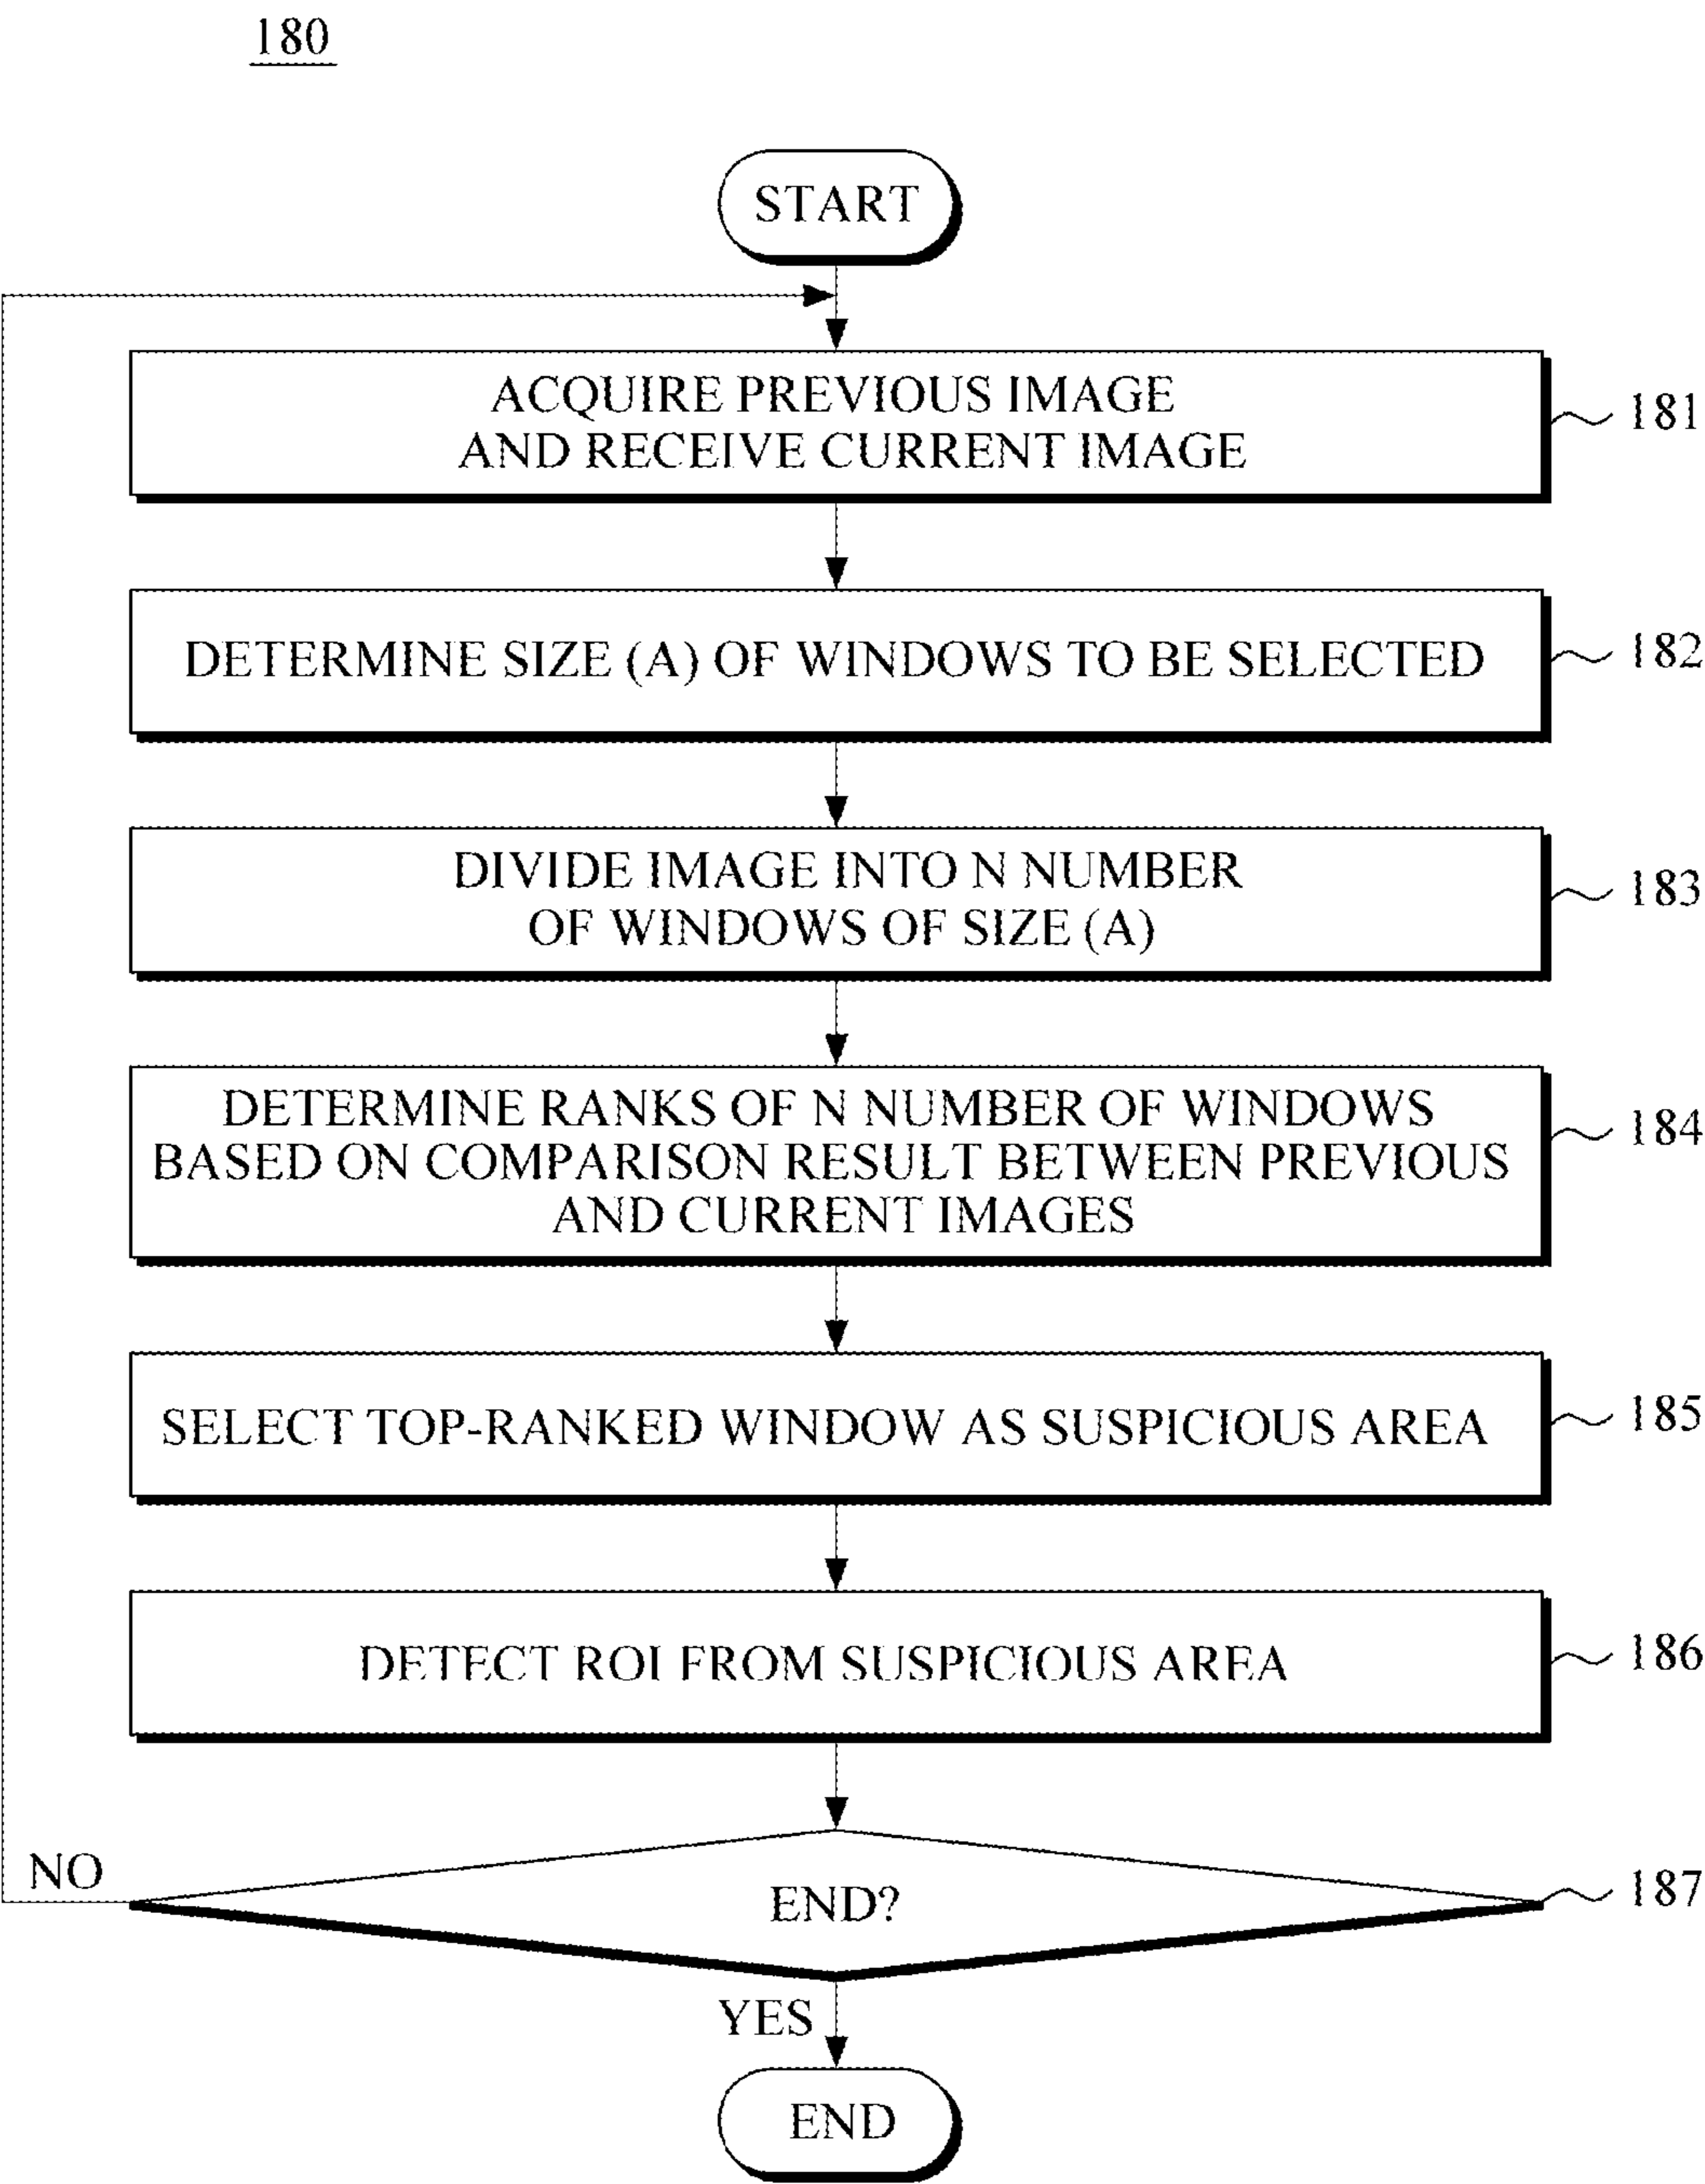 180
START
ACQUIRE PREVIOUS IMAGE
AND RECEIVE CURRENT IMAGE
181
DETERMINE SIZE (A) OF WINDOWS TO BE SELECTED
182
DIVIDE IMAGE INTO N NUMBER
OF WINDOWS OF SIZE (A)
183
DETERMINE RANKS OF N NUMBER OF WINDOWS
BASED ON COMPARISON RESULT BETWEEN PREVIOUS
AND CURRENT IMAGES
184
SELECT TOP-RANKED WINDOW AS SUSPICIOUS AREA
185
DETECT ROI FROM SUSPICIOUS AREA
186
NO
END?
187
YES
END